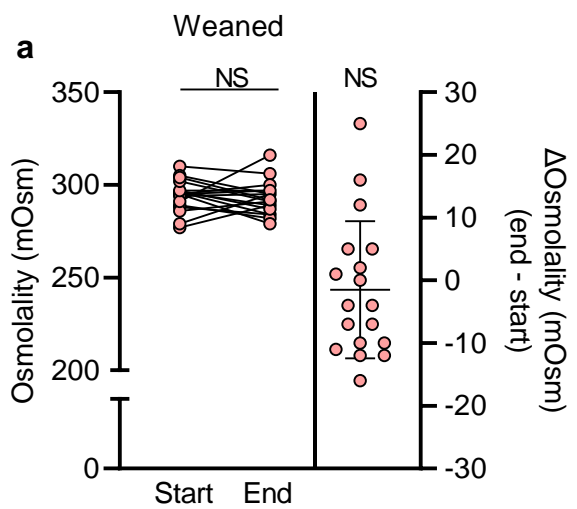 Weaned
a
NS
NS
350
300
250
200
0
Osmolality (mOsm)
Start
End
30
20
10
0
-10
-20
-30
ΔOsmolality (mOsm)
(end - start)